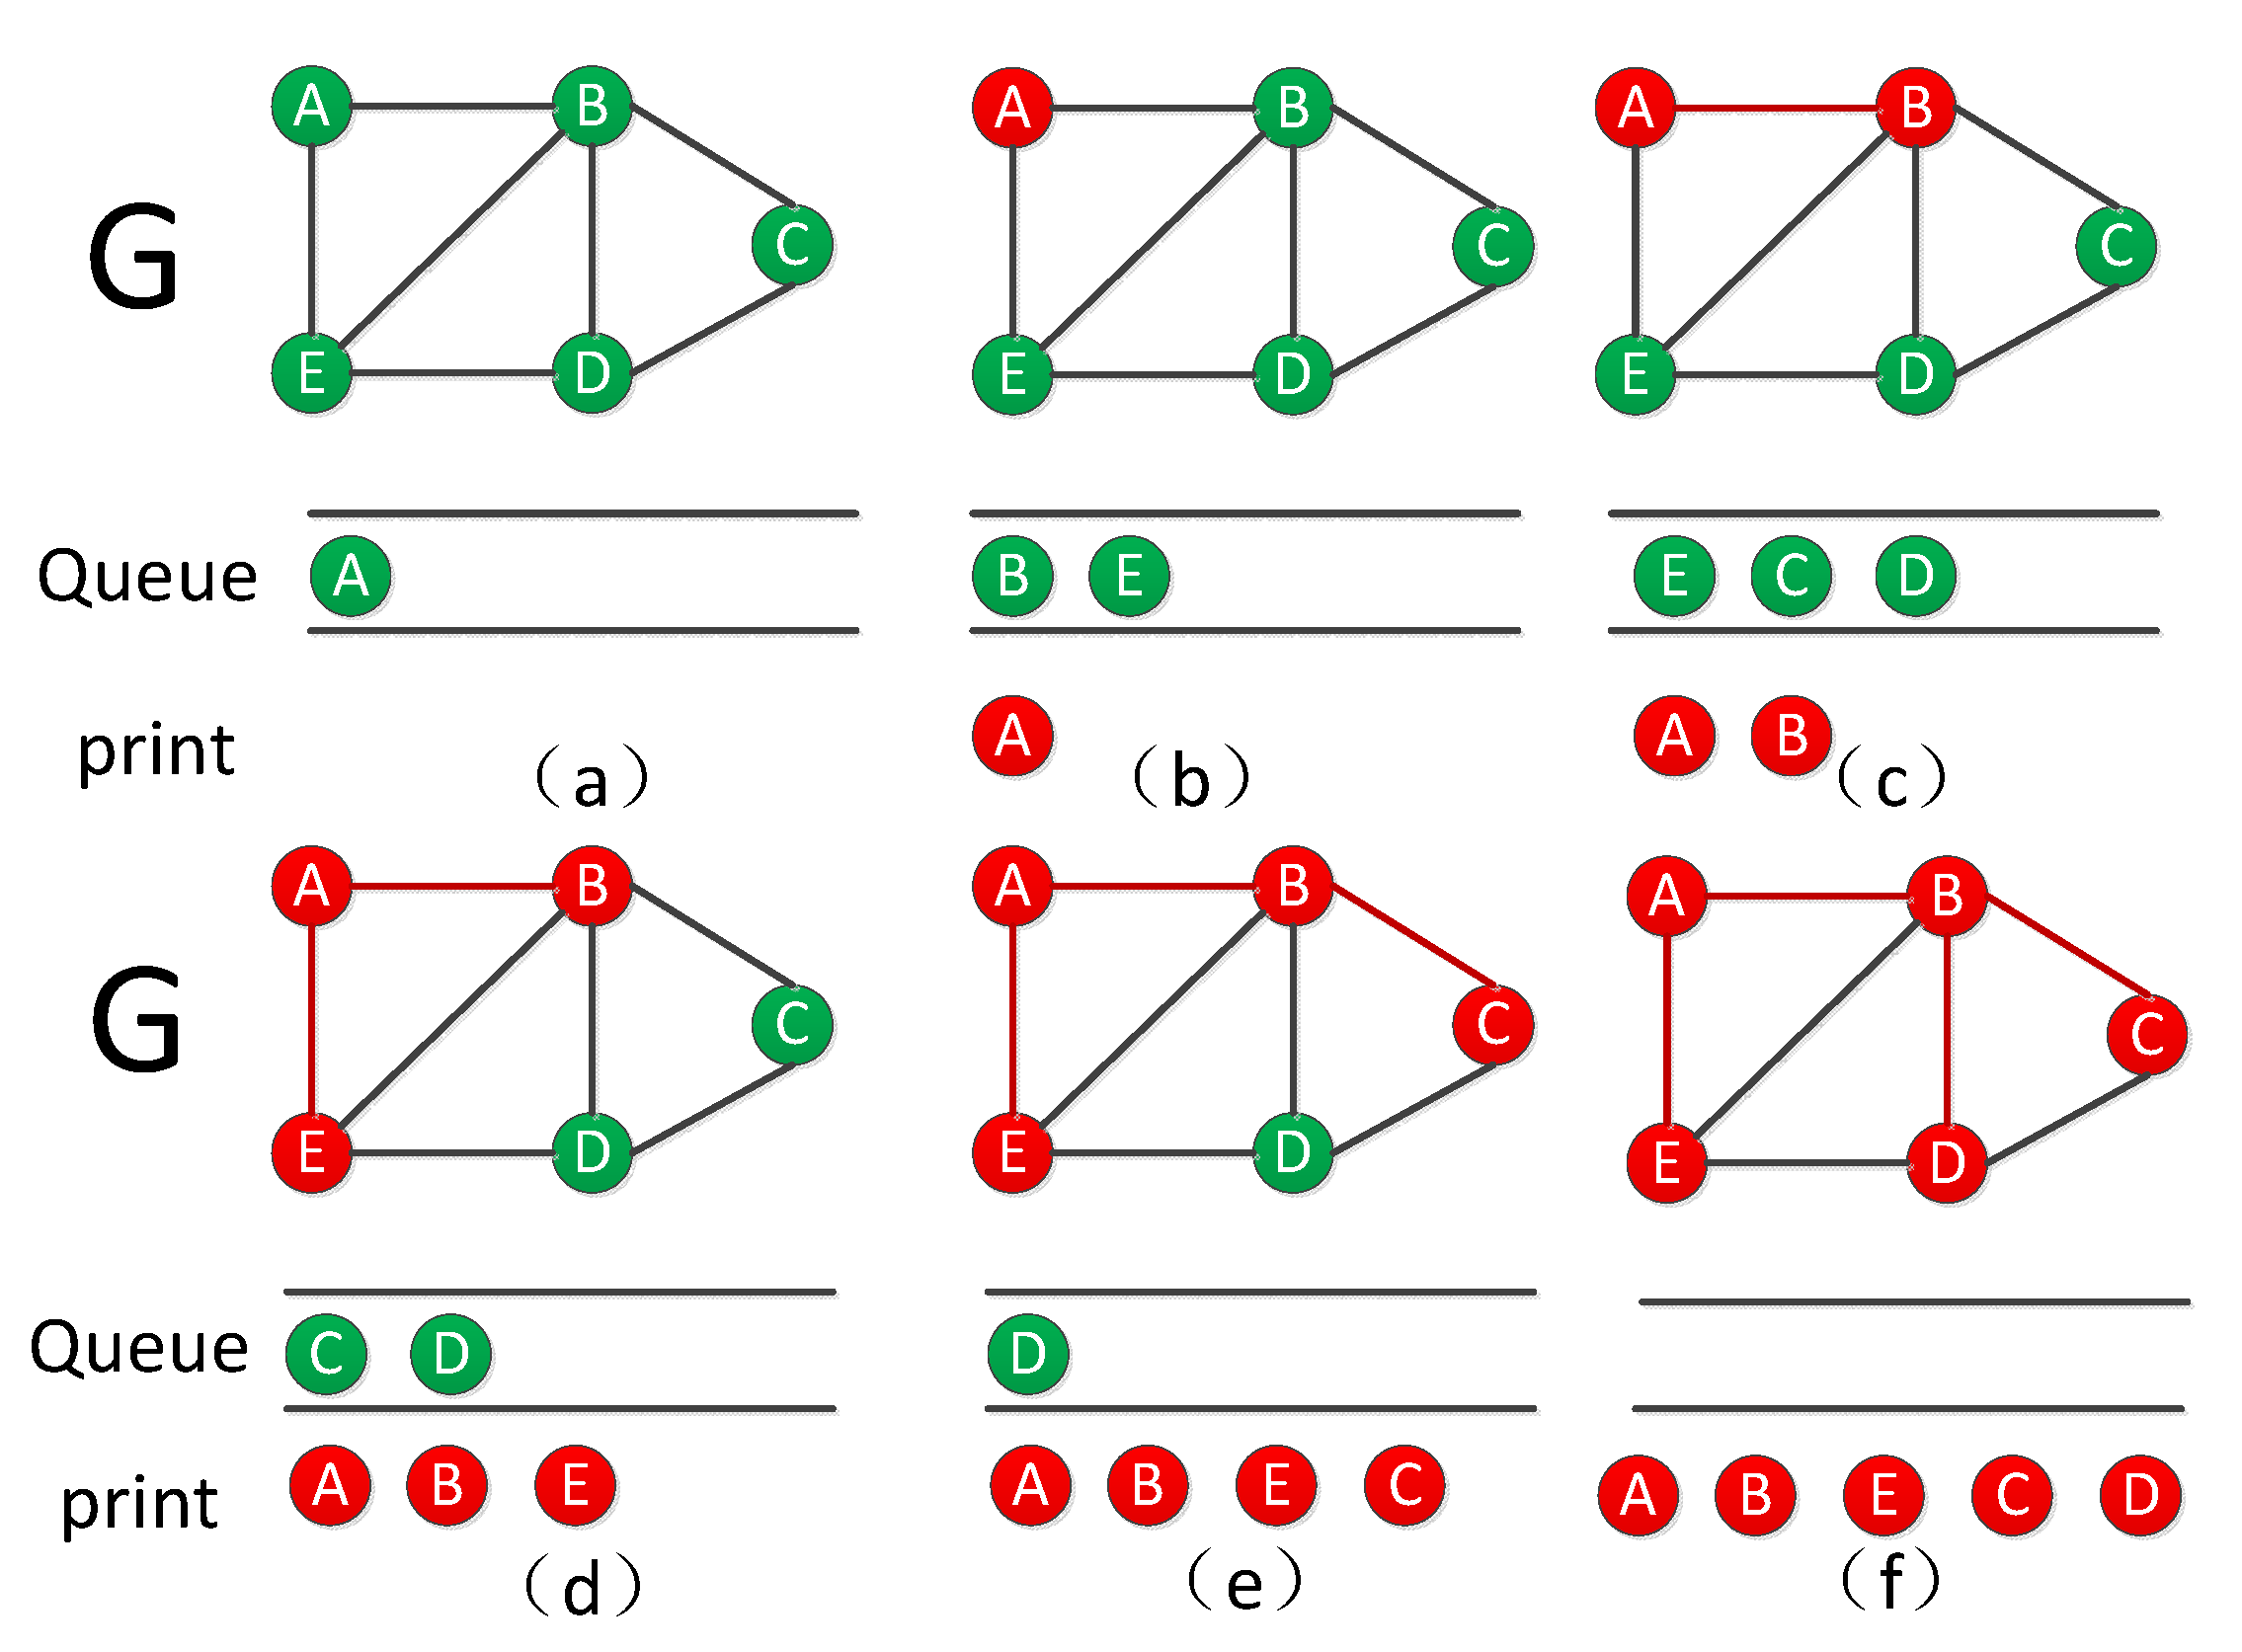 A B A B A B
G C C C
E D E D E D
Queue A B E E C D
print A A B
（a） （b） （c）
A B A B A B
G C C C
E D E D E D
Queue C D D
print A B E A B E C A B E C D
（d） （e） （f）